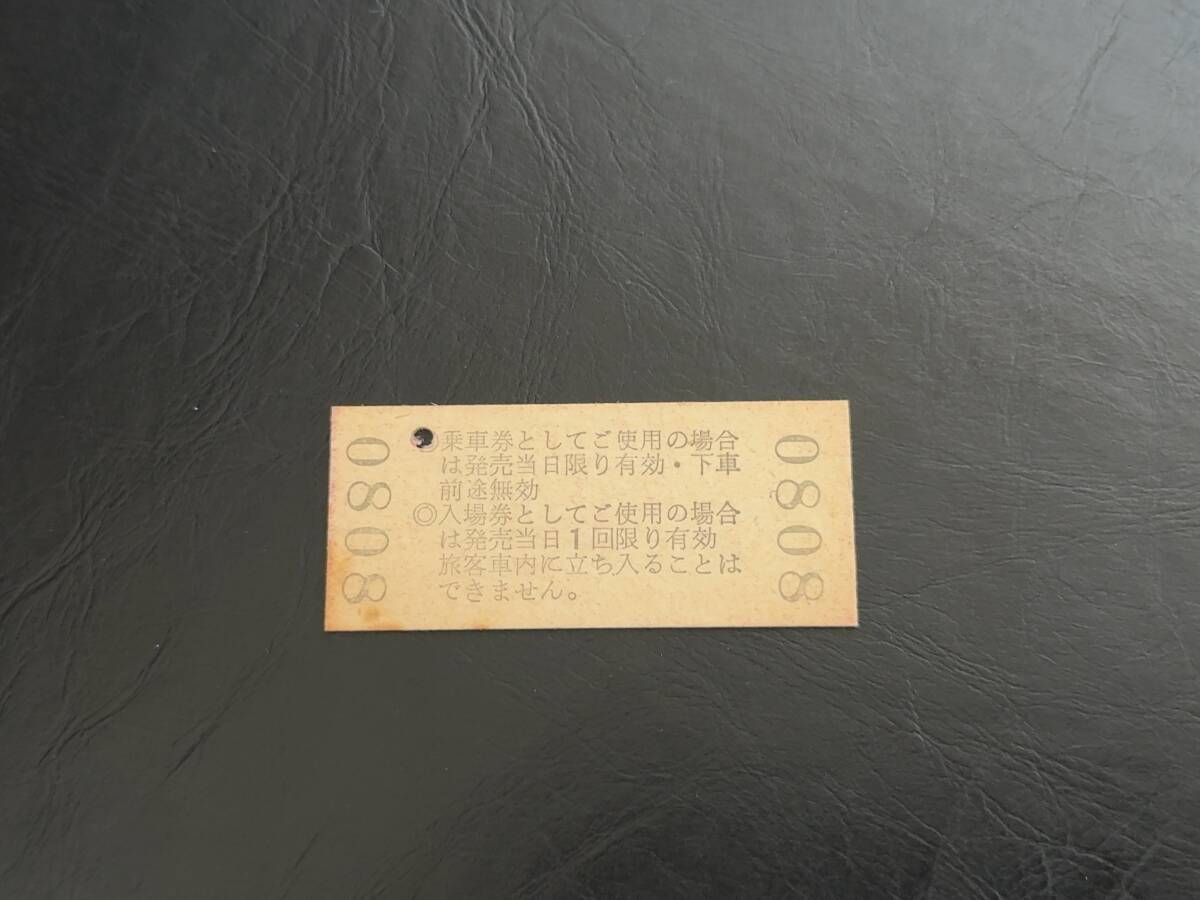 0808
◎乗車券としてご使用の場合
は発売当日限り有効・下車
前途無効
◎入場券としてご使用の場合
は発売当日1回限り有効
旅客車内に立ち入ることは
できません。
0808